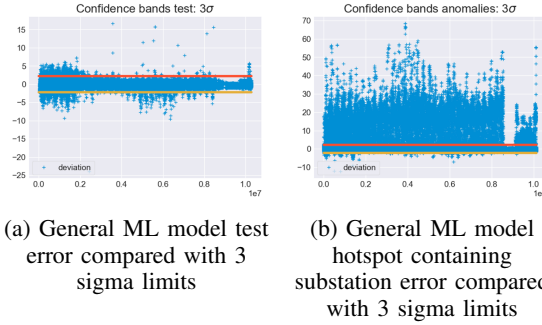 Confidence bands test: 3σ
15
10
5
0
−5
−10
−15
−20
−25
deviation
0.0 0.2 0.4 0.6 0.8 1.0
1e7
(a) General ML model test
error compared with 3
sigma limits
Confidence bands anomalies: 3σ
70
60
50
40
30
20
10
0
−10
deviation
0.0 0.2 0.4 0.6 0.8 1.0
(b) General ML model
hotspot containing
substation error compared
with 3 sigma limits